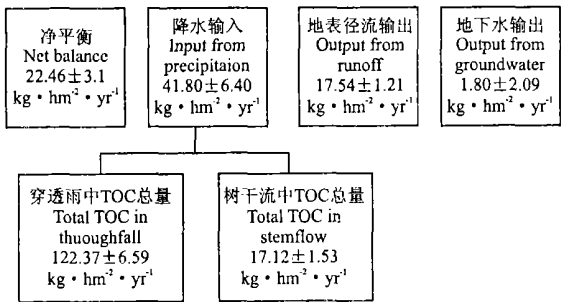 净平衡
Net balance
22.46±3.1
kg·hm⁻²·yr⁻¹
降水输入
Input from
precipitaion
41.80±6.40
kg·hm⁻²·yr⁻¹
地表径流输出
Output from
runoff
17.54±1.21
kg·hm⁻²·yr⁻¹
地下水输出
Output from
groundwater
1.80±2.09
kg·hm⁻²·yr⁻¹
穿透雨中TOC总量
Total TOC in
thuoughfall
122.37±6.59
kg·hm⁻²·yr⁻¹
树干流中TOC总量
Total TOC in
stemflow
17.12±1.53
kg·hm⁻²·yr⁻¹